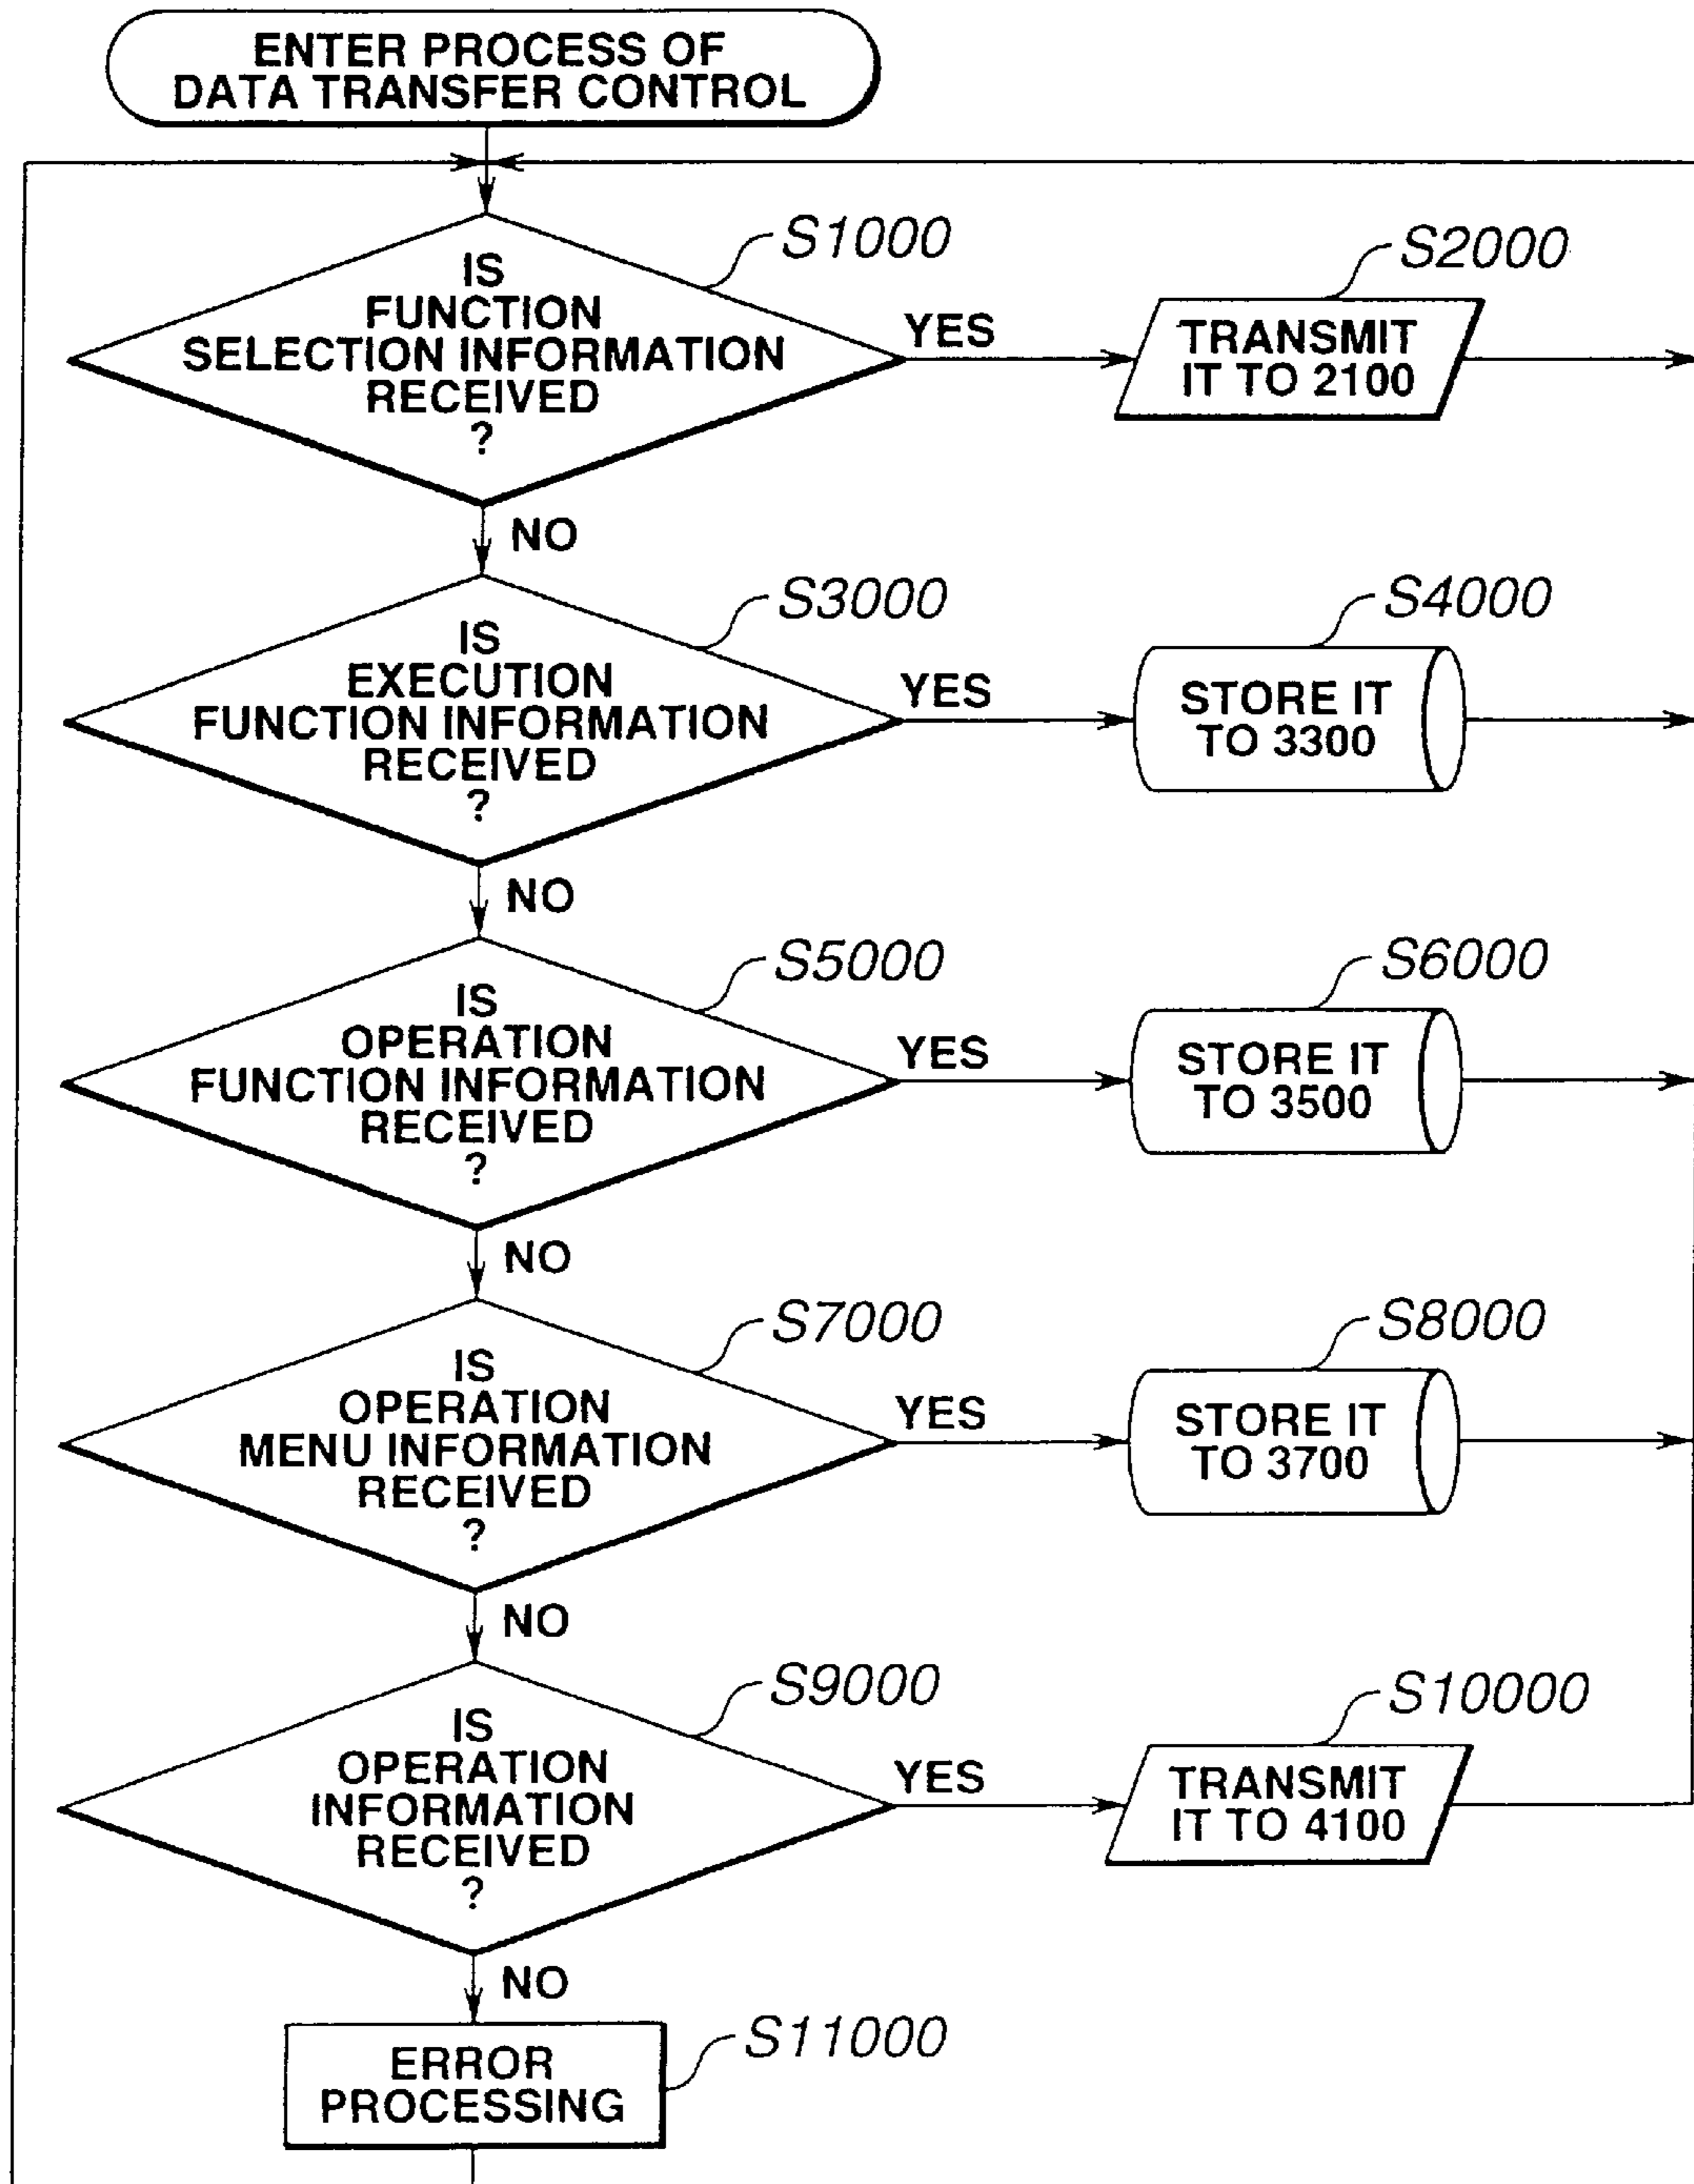 ENTER PROCESS OF
DATA TRANSFER CONTROL
S1000
IS
FUNCTION
SELECTION INFORMATION
RECEIVED
?
YES
S2000
TRANSMIT
IT TO 2100
NO
S3000
IS
EXECUTION
FUNCTION INFORMATION
RECEIVED
?
YES
S4000
STORE IT
TO 3300
NO
S5000
IS
OPERATION
FUNCTION INFORMATION
RECEIVED
?
YES
S6000
STORE IT
TO 3500
NO
S7000
IS
OPERATION
MENU INFORMATION
RECEIVED
?
YES
S8000
STORE IT
TO 3700
NO
S9000
IS
OPERATION
INFORMATION
RECEIVED
?
YES
S10000
TRANSMIT
IT TO 4100
NO
S11000
ERROR
PROCESSING